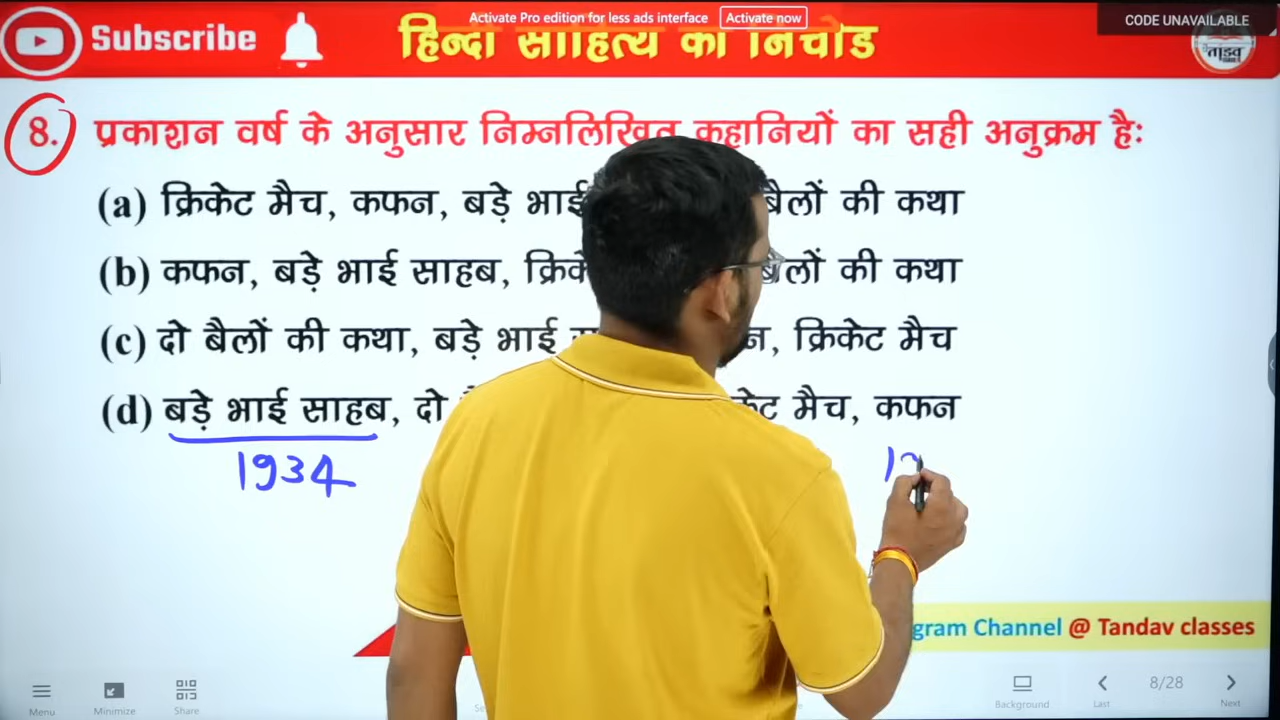 Activate Pro edition for less ads interface Activate now
CODE UNAVAILABLE
Subscribe
हिन्दी साहित्य का निचोड़
8. प्रकाशन वर्ष के अनुसार निम्नलिखित कहानियों का सही अनुक्रम है:
(a) क्रिकेट मैच, कफन, बड़े भाई बैलों की कथा
(b) कफन, बड़े भाई साहब, बैलों की कथा
(c) दो बैलों की कथा, बड़े भाई क्रिकेट मैच
(d) बड़े भाई साहब, दो मैच, कफन
1934
Channel @ Tandav classes
Menu
Minimize
Share
Background
Last
8/28
Next